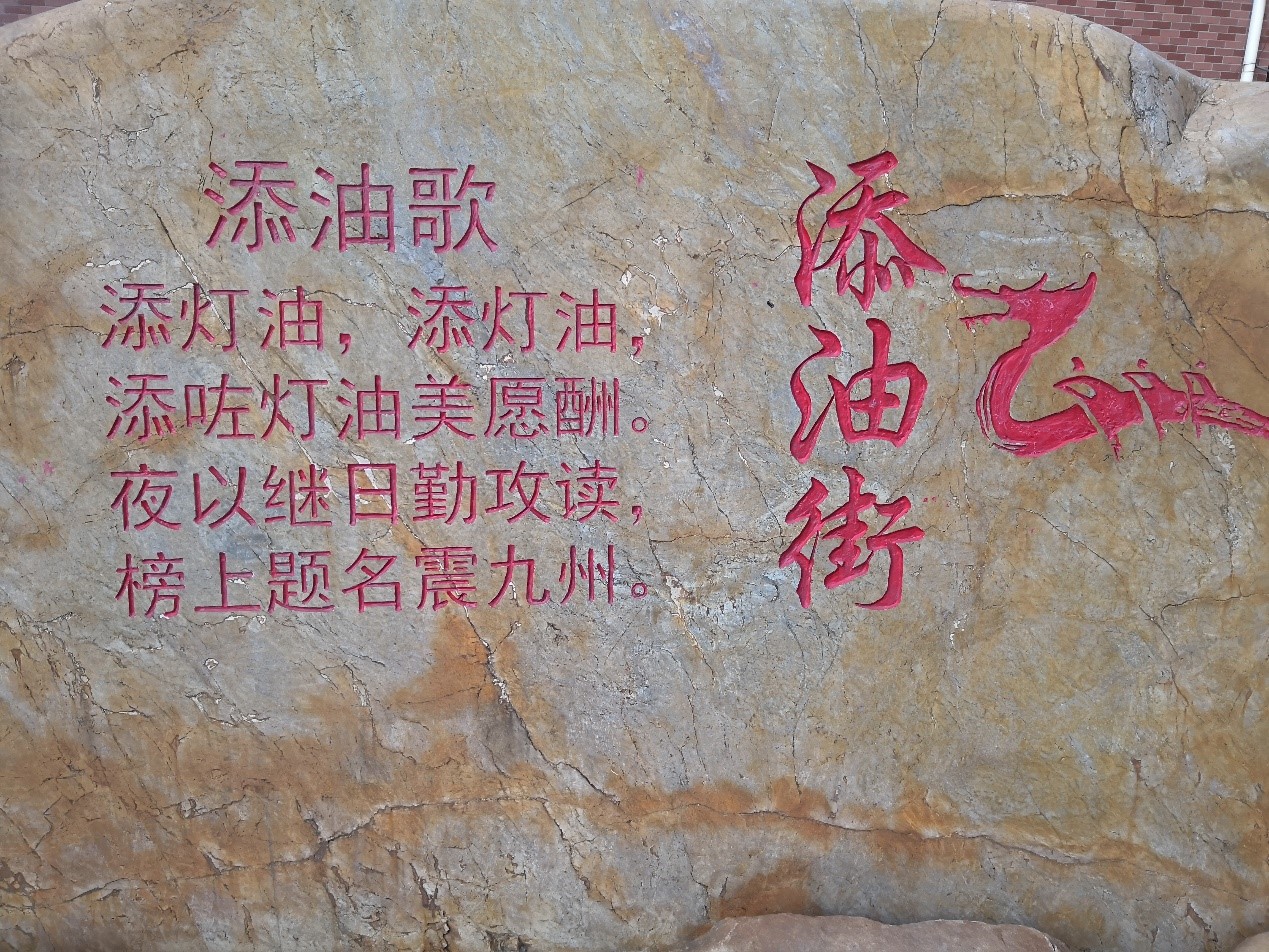 添油歌
添灯油，添灯油，
添咗灯油美愿酬。
夜以继日勤攻读，
榜上题名震九州。
添油街